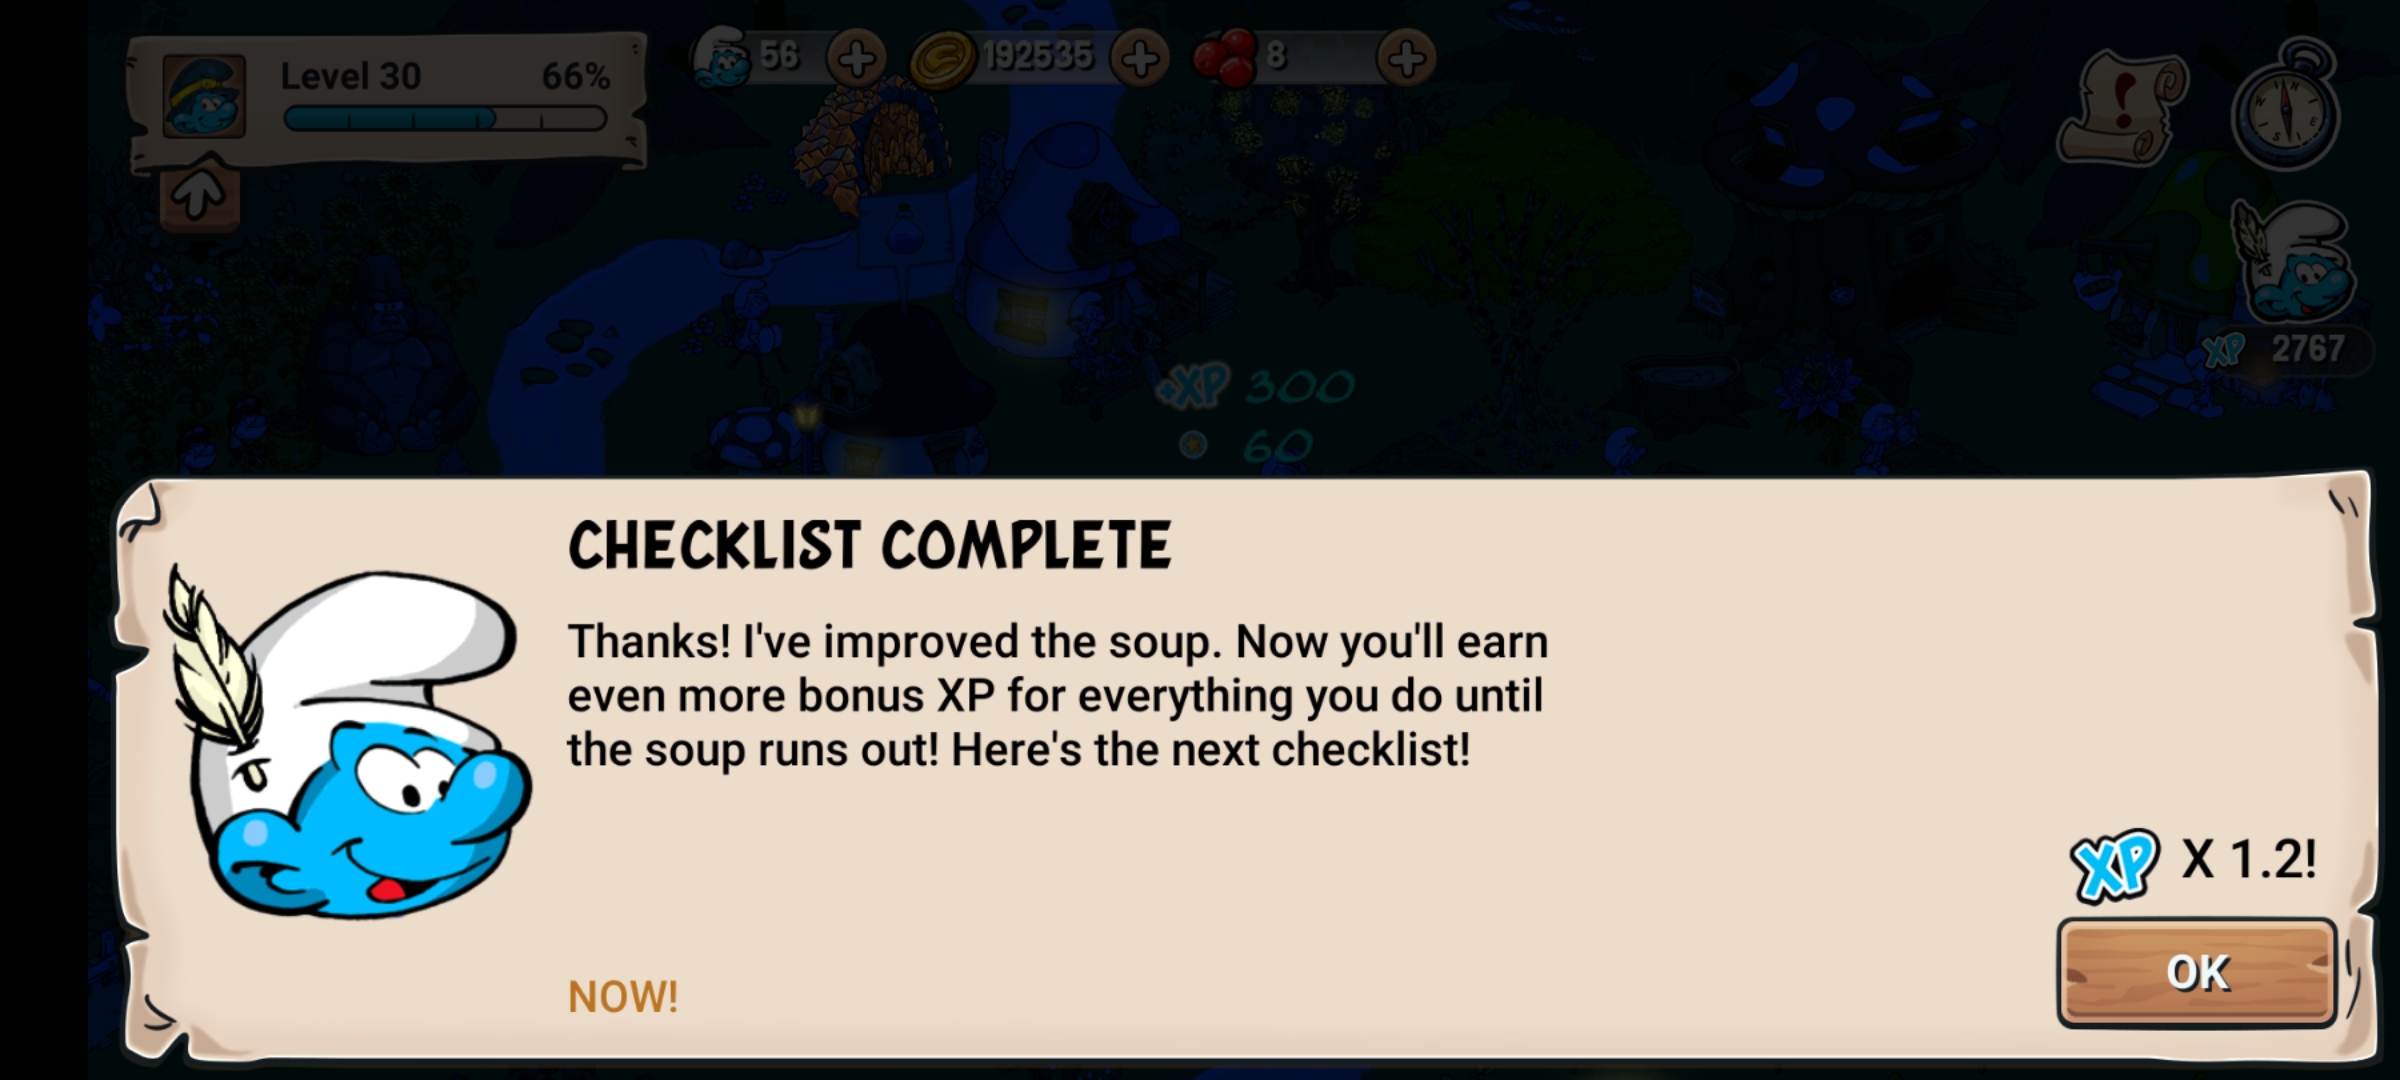 Level 30 66%
56
192535
8
XP 2767
+XP 300
60
CHECKLIST COMPLETE
Thanks! I've improved the soup. Now you'll earn
even more bonus XP for everything you do until
the soup runs out! Here's the next checklist!
XP X 1.2!
NOW!
OK